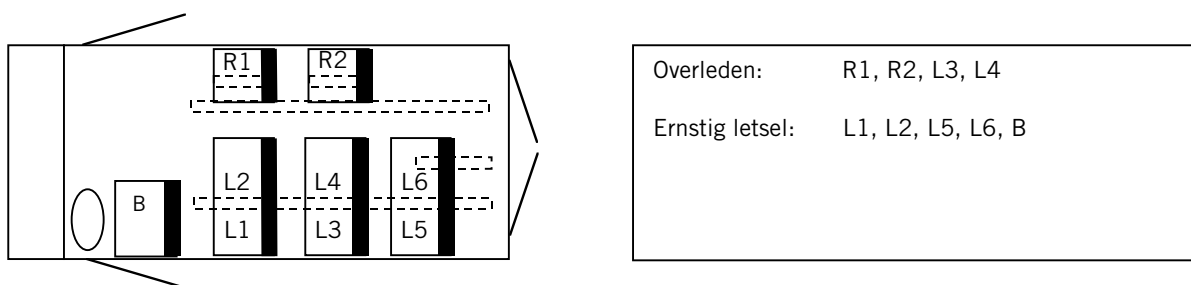 R1 R2
L2 L4 L6
B
L1 L3 L5
Overleden: R1, R2, L3, L4
Ernstig letsel: L1, L2, L5, L6, B